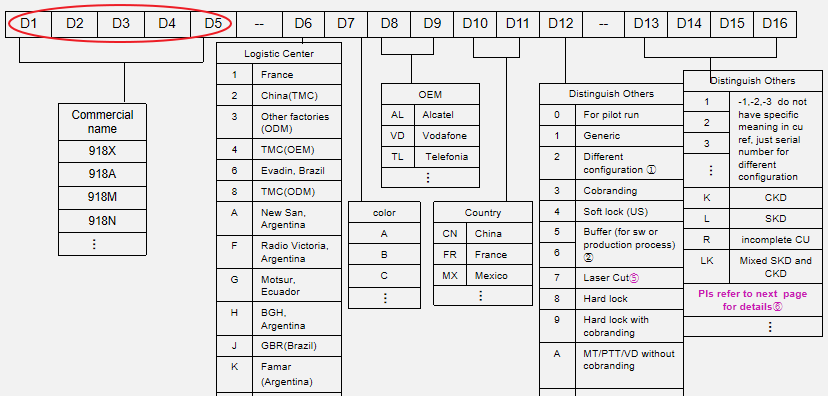 D1 D2 D3 D4 D5 -- D6 D7 D8 D9 D10 D11 D12 -- D13 D14 D15 D16
Commercial
name
918X
918A
918M
918N
⋮
Logistic Center
1 France
2 China(TMC)
3 Other factories
(ODM)
4 TMC(OEM)
6 Evadin, Brazil
8 TMC(ODM)
A New San,
Argentina
F Radio Victoria,
Argentina
G Motsur,
Ecuador
H BGH,
Argentina
J GBR(Brazil)
K Famar
(Argentina)
color
A
B
C
⋮
OEM
AL Alcatel
VD Vodafone
TL Telefonia
⋮
Country
CN China
FR France
MX Mexico
⋮
Distinguish Others
0 For pilot run
1 Generic
2 Different
configuration ①
3 Cobranding
4 Soft lock (US)
5 Buffer (for sw or
production process)
6 ②
7 Laser Cut⑤
8 Hard lock
9 Hard lock with
cobranding
A MT/PTT/VD without
cobranding
Distinguish Others
1 -1,-2,-3 do not
have specific
2 meaning in cu
ref, just serial
3 number for
different
⋮ configuration
K CKD
L SKD
R incomplete CU
LK Mixed SKD and
CKD
Pls refer to next page
for details⑥
⋮